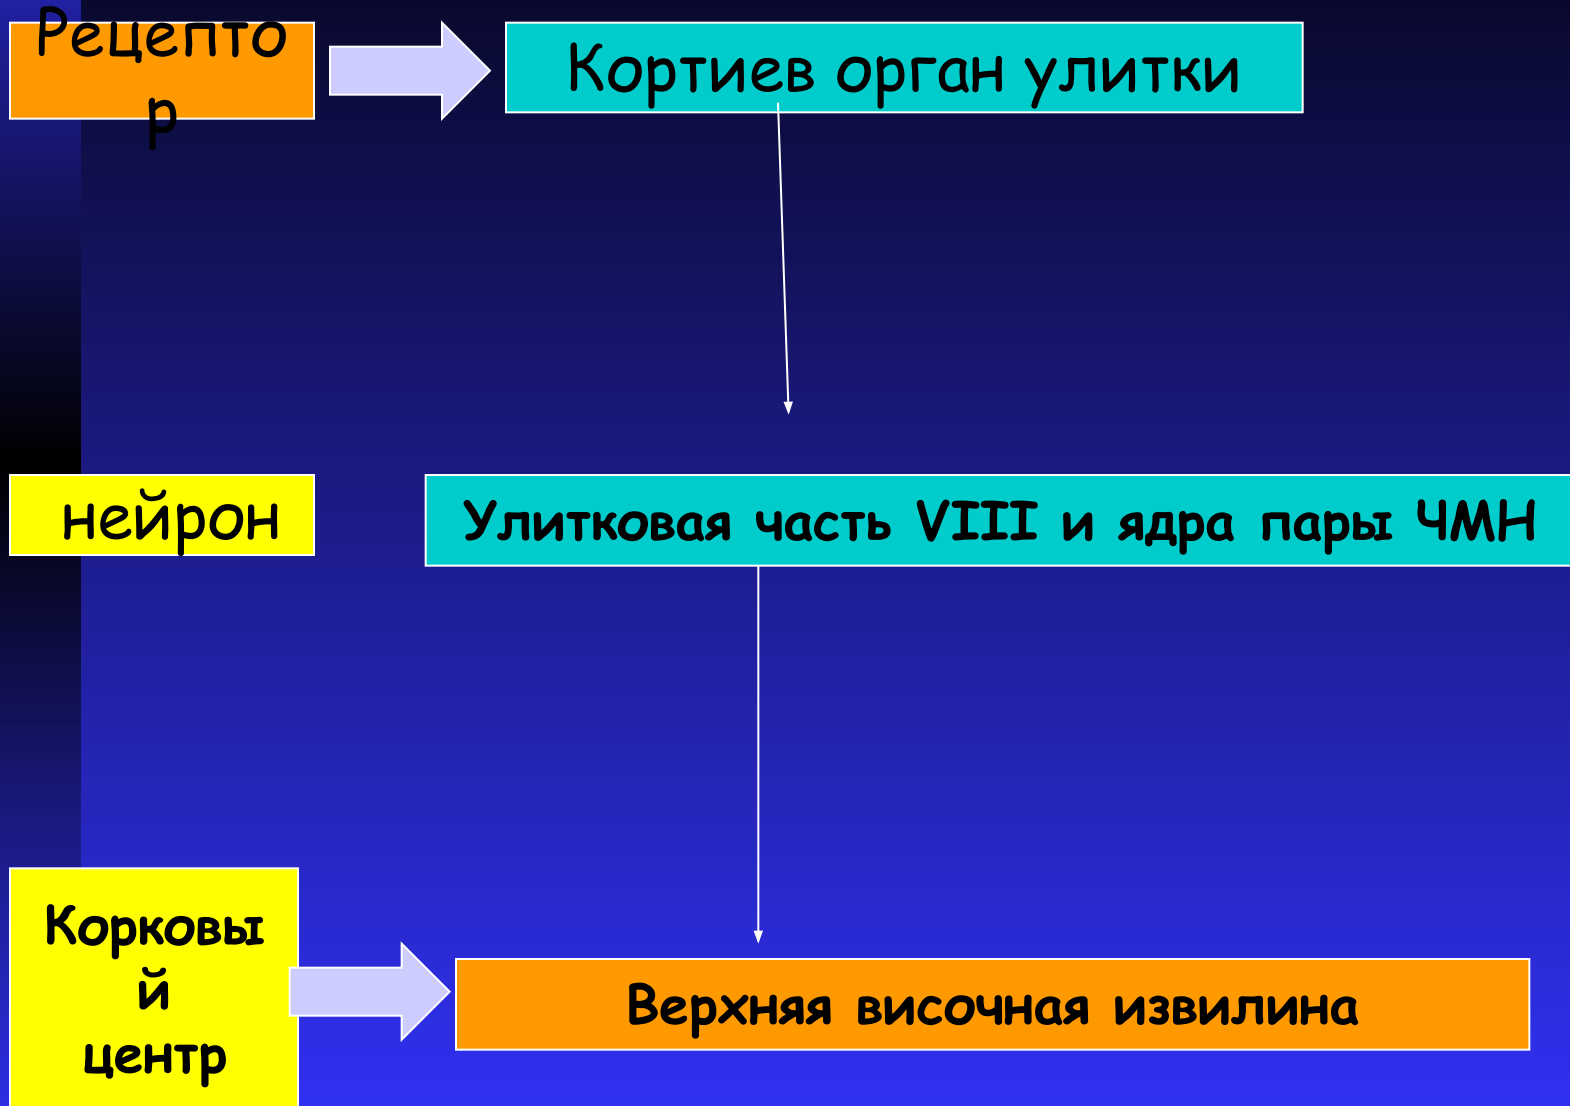 Рецепто
р
Кортиев орган улитки
нейрон
Улитковая часть VIII и ядра пары ЧМН
Корковы
й
центр
Верхняя височная извилина